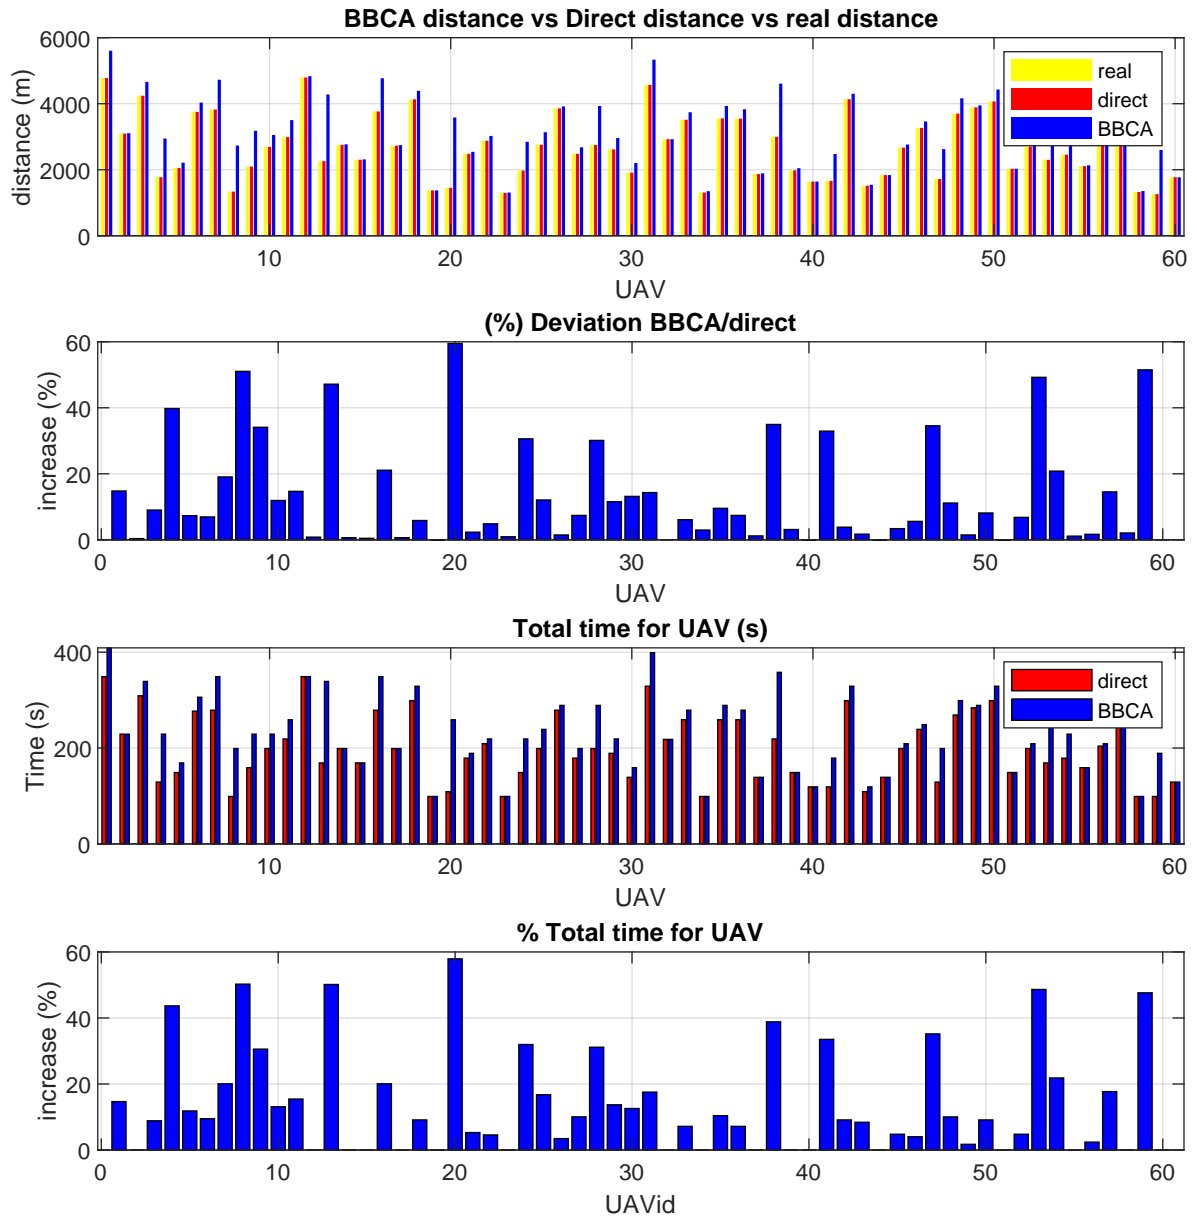 BBCA distance vs Direct distance vs real distance
distance (m)
6000
4000
2000
0
real
direct
BBCA
10 20 30 40 50 60
UAV
(%) Deviation BBCA/direct
increase (%)
60
40
20
0
0 10 20 30 40 50 60
UAV
Total time for UAV (s)
Time (s)
400
200
0
direct
BBCA
10 20 30 40 50 60
UAV
% Total time for UAV
increase (%)
60
40
20
0
0 10 20 30 40 50 60
UAVid